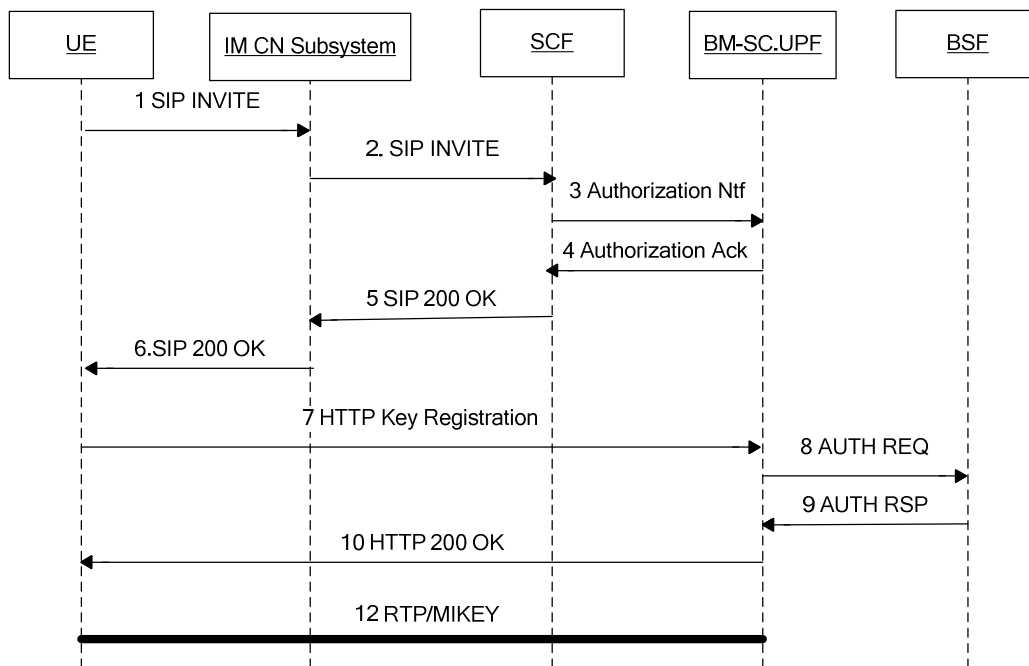 UE
IM CN Subsystem
SCF
BM-SC.UPF
BSF
1 SIP INVITE
2. SIP INVITE
3 Authorization Ntf
4 Authorization Ack
5 SIP 200 OK
6.SIP 200 OK
7 HTTP Key Registration
8 AUTH REQ
9 AUTH RSP
10 HTTP 200 OK
12 RTP/MIKEY